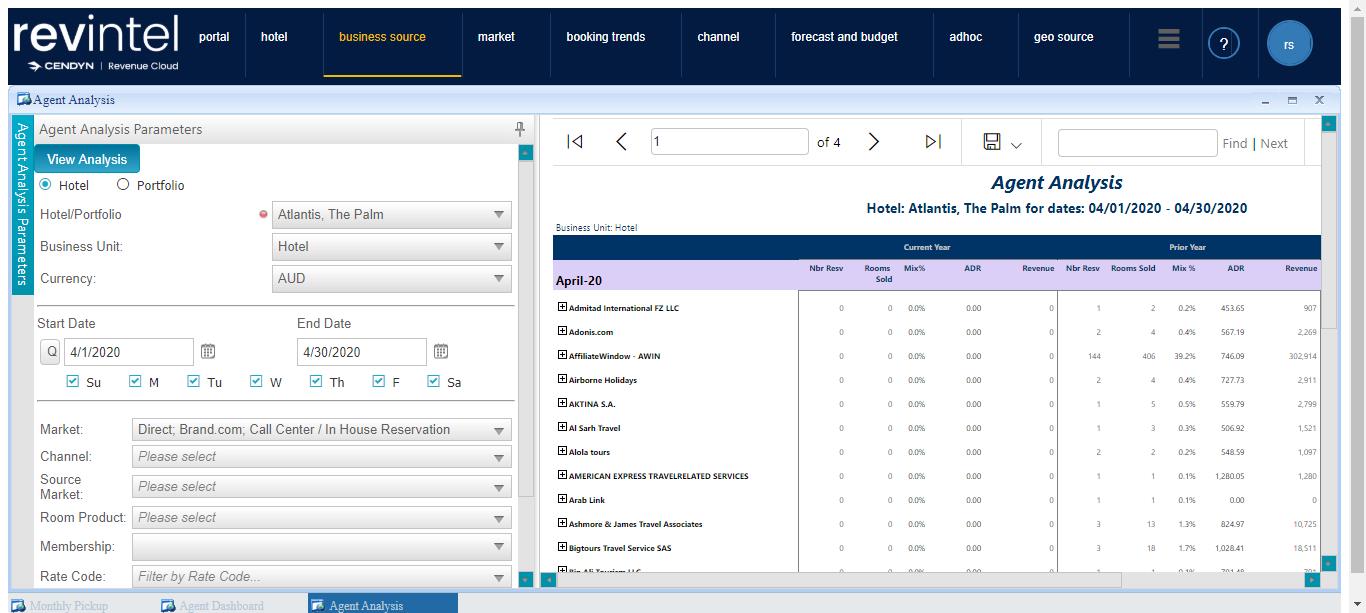 revintel
CENDYN | Revenue Cloud
portal hotel business source market booking trends channel forecast and budget adhoc geo source ? rs
Agent Analysis
Agent Analysis Parameters
Agent Analysis Parameters
View Analysis
Hotel Portfolio
Hotel/Portfolio Atlantis, The Palm
Business Unit: Hotel
Currency: AUD
Start Date End Date
Q 4/1/2020 4/30/2020
Su M Tu W Th F Sa
Market: Direct; Brand.com; Call Center / In House Reservation
Channel: Please select
Source Market: Please select
Room Product: Please select
Membership:
Rate Code: Filter by Rate Code...
1 of 4 Find | Next
Agent Analysis
Hotel: Atlantis, The Palm for dates: 04/01/2020 - 04/30/2020
Business Unit: Hotel
Current Year Prior Year
April-20 Nbr Resv Rooms Sold Mix% ADR Revenue Nbr Resv Rooms Sold Mix % ADR Revenue
Admitad International FZ LLC 0 0 0.0% 0.00 0 1 2 0.2% 453.65 907
Adonis.com 0 0 0.0% 0.00 0 2 4 0.4% 567.19 2,269
AffiliateWindow - AWIN 0 0 0.0% 0.00 0 144 406 39.2% 746.09 302,914
Airborne Holidays 0 0 0.0% 0.00 0 2 4 0.4% 727.73 2,911
AKTINA S.A. 0 0 0.0% 0.00 0 1 5 0.5% 559.79 2,799
Al Sarh Travel 0 0 0.0% 0.00 0 1 3 0.3% 506.92 1,521
Alola tours 0 0 0.0% 0.00 0 2 2 0.2% 548.59 1,097
AMERICAN EXPRESS TRAVELRELATED SERVICES 0 0 0.0% 0.00 0 1 1 0.1% 1,280.05 1,280
Arab Link 0 0 0.0% 0.00 0 1 1 0.1% 0.00 0
Ashmore & James Travel Associates 0 0 0.0% 0.00 0 3 13 1.3% 824.97 10,725
Bigtours Travel Service SAS 0 0 0.0% 0.00 0 3 18 1.7% 1,028.41 18,511
Monthly Pickup Agent Dashboard Agent Analysis